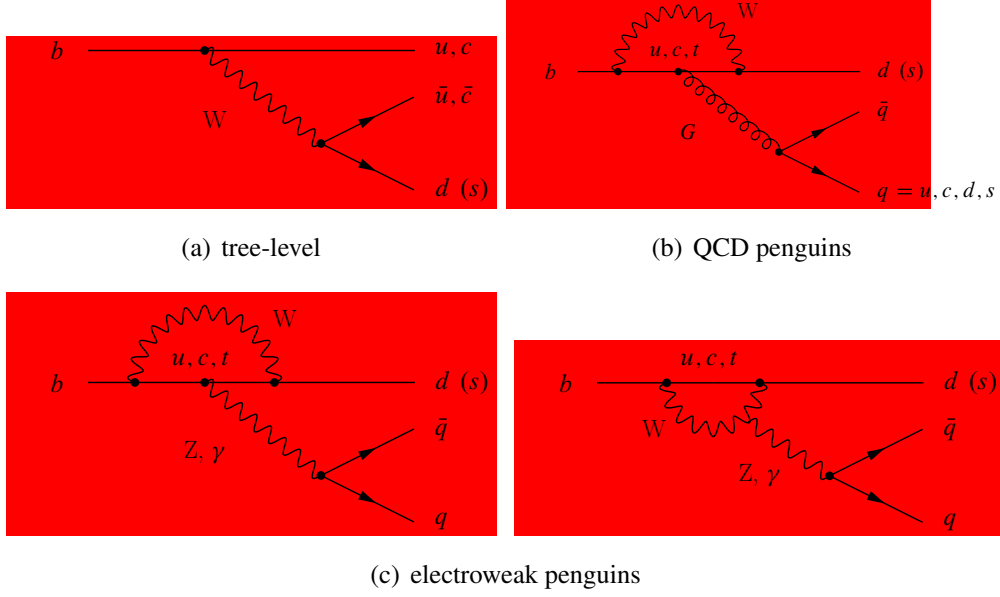 b
u, c
W
ū, c̄
d (s)
(a) tree-level
W
u, c, t
b
d (s)
G
q̄
q = u, c, d, s
(b) QCD penguins
W
u, c, t
b
d (s)
Z, γ
q̄
q
u, c, t
b
d (s)
W
q̄
Z, γ
q
(c) electroweak penguins